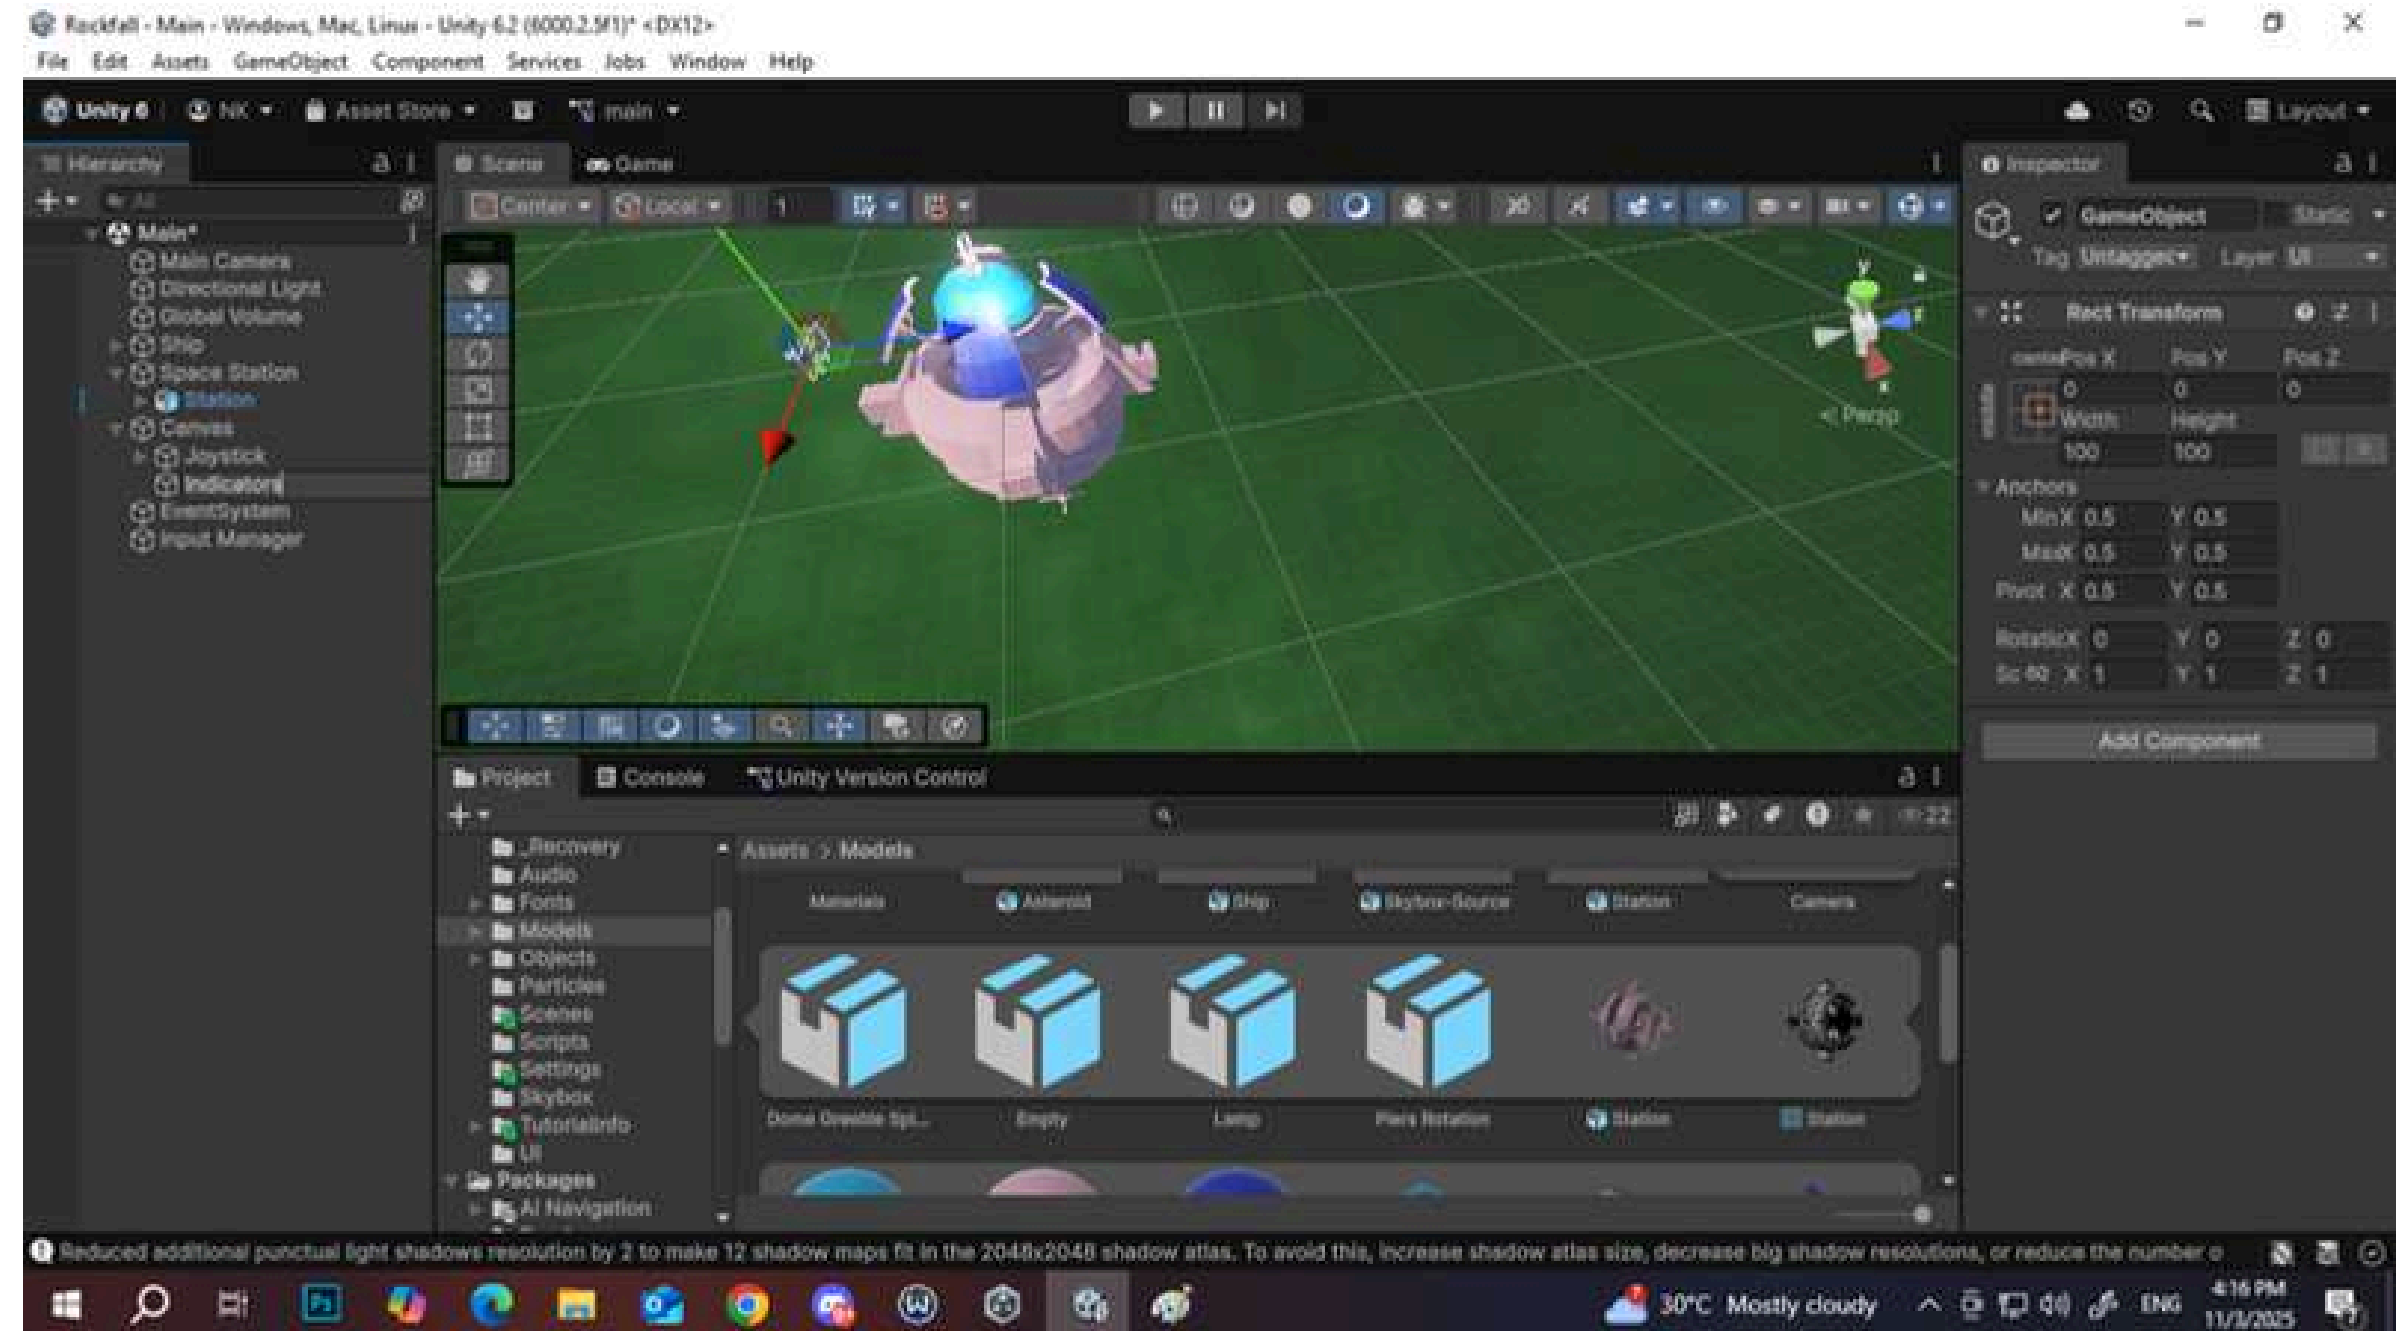 Rockfall - Main - Windows, Mac, Linux - Unity 6.2 (6000.2.5f1)* <DX12>
File Edit Assets GameObject Component Services Jobs Window Help
Unity 6 NK Asset Store main Layout
Hierarchy
Scene Game
Inspector
All
Center Local 1
Main*
Main Camera
Directional Light
Global Volume
Ship
Space Station
Station
Canvas
Joystick
Indicators
EventSystem
Input Manager
y
x
< Persp
GameObject Static
Tag Untagged Layer UI
Rect Transform
center Pos X Pos Y Pos Z
0 0 0
middle
Width Height
100 100
Anchors
Min X 0.5 Y 0.5
Max X 0.5 Y 0.5
Pivot X 0.5 Y 0.5
Rotation X 0 Y 0 Z 0
Scale X 1 Y 1 Z 1
Add Component
Project Console Unity Version Control
22
_Recovery
Audio
Fonts
Models
Objects
Particles
Scenes
Scripts
Settings
Skybox
TutorialInfo
UI
Packages
AI Navigation
Assets > Models
Materials Asteroid Ship Skybox-Source Station Camera
Empty Lamp Piers Rotation Station Station
Reduced additional punctual light shadows resolution by 2 to make 12 shadow maps fit in the 2048x2048 shadow atlas. To avoid this, increase shadow atlas size, decrease big shadow resolutions, or reduce the number o
Ps
30°C Mostly cloudy
ENG
4:16 PM
11/3/2025